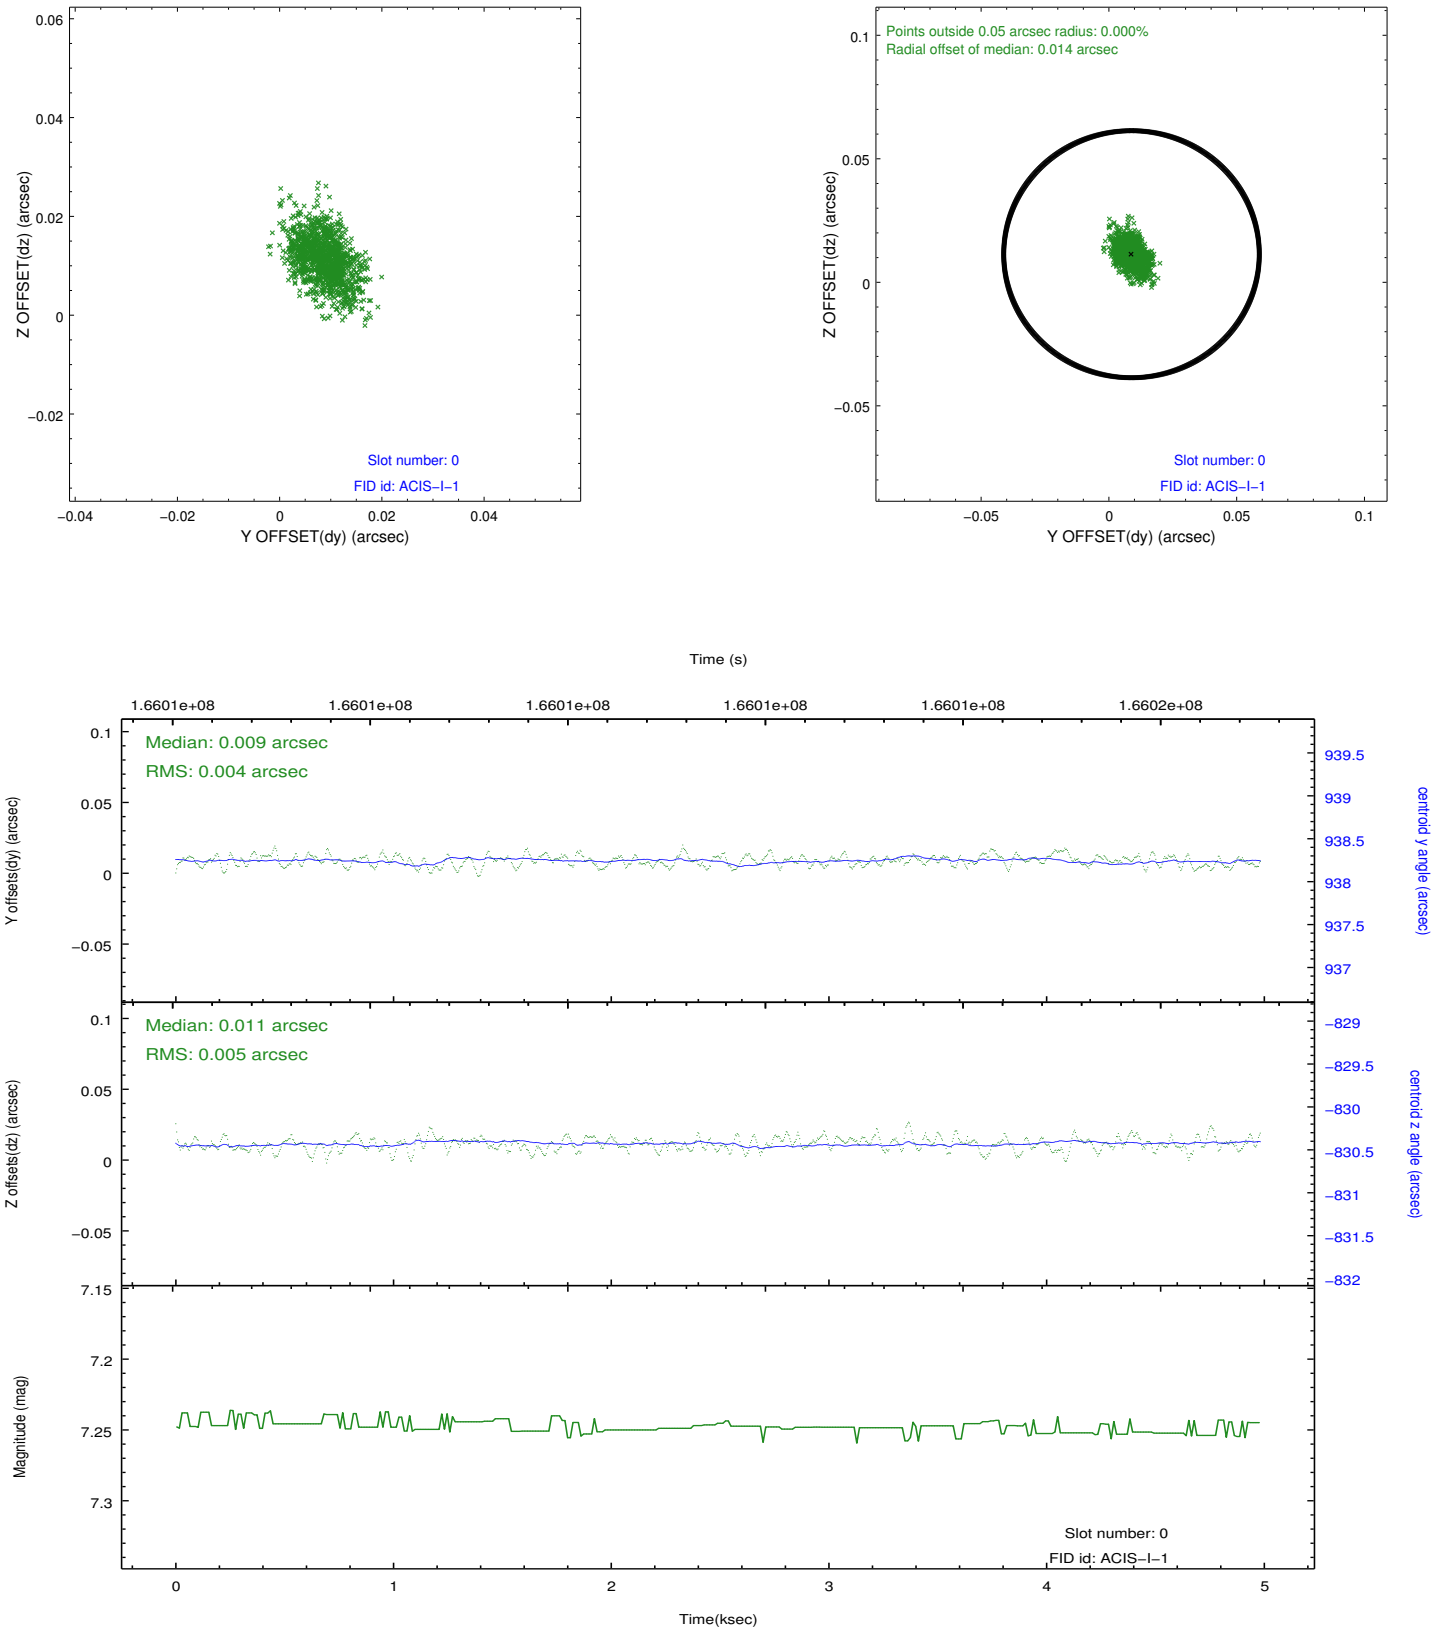 0.06
0.04
0.02
0
−0.02
Z OFFSET(dz) (arcsec)
Slot number: 0
FID id: ACIS−I−1
−0.04
−0.02
0
0.02
0.04
Y OFFSET(dy) (arcsec)
Points outside 0.05 arcsec radius: 0.000%
Radial offset of median: 0.014 arcsec
0.1
0.05
0
−0.05
Z OFFSET(dz) (arcsec)
Slot number: 0
FID id: ACIS−I−1
−0.05
0
0.05
0.1
Y OFFSET(dy) (arcsec)
Time (s)
1.6601e+08 1.6601e+08 1.6601e+08 1.6601e+08 1.6601e+08 1.6602e+08
Median: 0.009 arcsec
RMS: 0.004 arcsec
0.1
0.05
0
−0.05
Y offsets(dy) (arcsec)
939.5
939
938.5
938
937.5
937
centroid y angle (arcsec)
Median: 0.011 arcsec
RMS: 0.005 arcsec
0.1
0.05
0
−0.05
Z offsets(dz) (arcsec)
−829
−829.5
−830
−830.5
−831
−831.5
−832
centroid z angle (arcsec)
7.15
7.2
7.25
7.3
Magnitude (mag)
Slot number: 0
FID id: ACIS−I−1
0 1 2 3 4 5
Time(ksec)